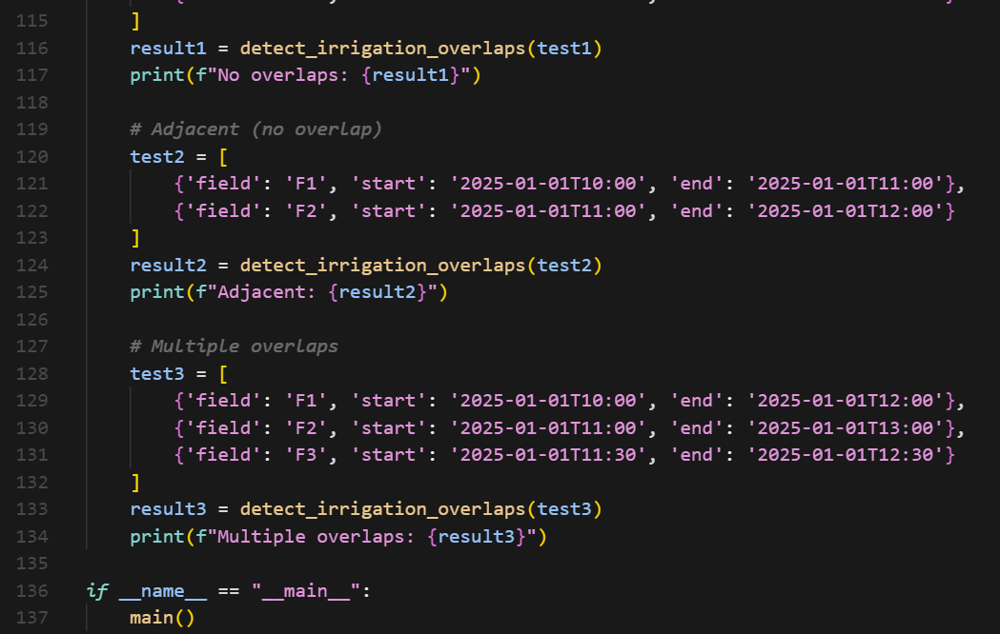 115     ]
116     result1 = detect_irrigation_overlaps(test1)
117     print(f"No overlaps: {result1}")
118
119     # Adjacent (no overlap)
120     test2 = [
121         {'field': 'F1', 'start': '2025-01-01T10:00', 'end': '2025-01-01T11:00'},
122         {'field': 'F2', 'start': '2025-01-01T11:00', 'end': '2025-01-01T12:00'}
123     ]
124     result2 = detect_irrigation_overlaps(test2)
125     print(f"Adjacent: {result2}")
126
127     # Multiple overlaps
128     test3 = [
129         {'field': 'F1', 'start': '2025-01-01T10:00', 'end': '2025-01-01T12:00'},
130         {'field': 'F2', 'start': '2025-01-01T11:00', 'end': '2025-01-01T13:00'},
131         {'field': 'F3', 'start': '2025-01-01T11:30', 'end': '2025-01-01T12:30'}
132     ]
133     result3 = detect_irrigation_overlaps(test3)
134     print(f"Multiple overlaps: {result3}")
135
136 if __name__ == "__main__":
137     main()